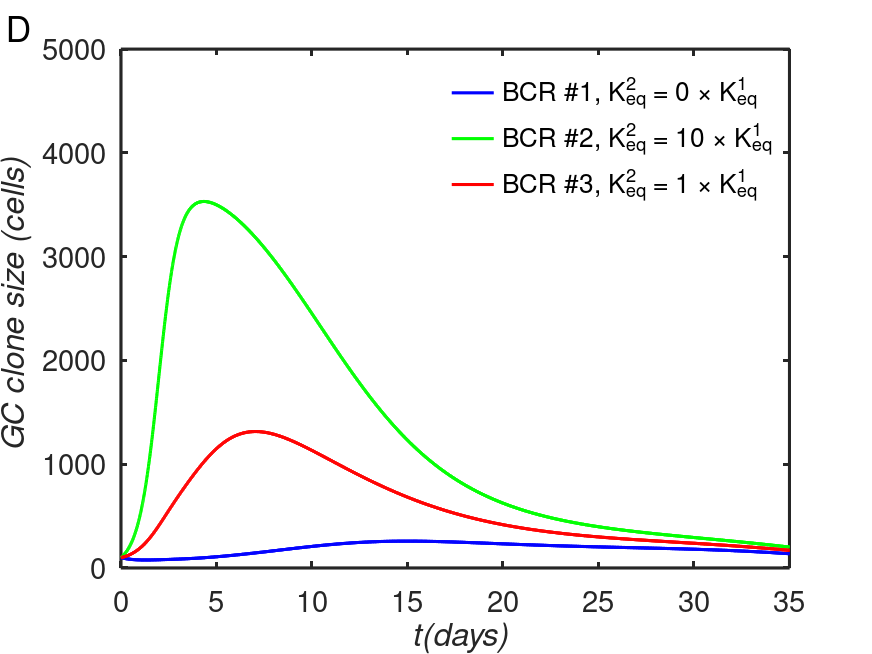 D
5000
4000
3000
2000
1000
0
GC clone size (cells)
BCR #1, K²eq = 0 × K¹eq
BCR #2, K²eq = 10 × K¹eq
BCR #3, K²eq = 1 × K¹eq
0 5 10 15 20 25 30 35
t(days)